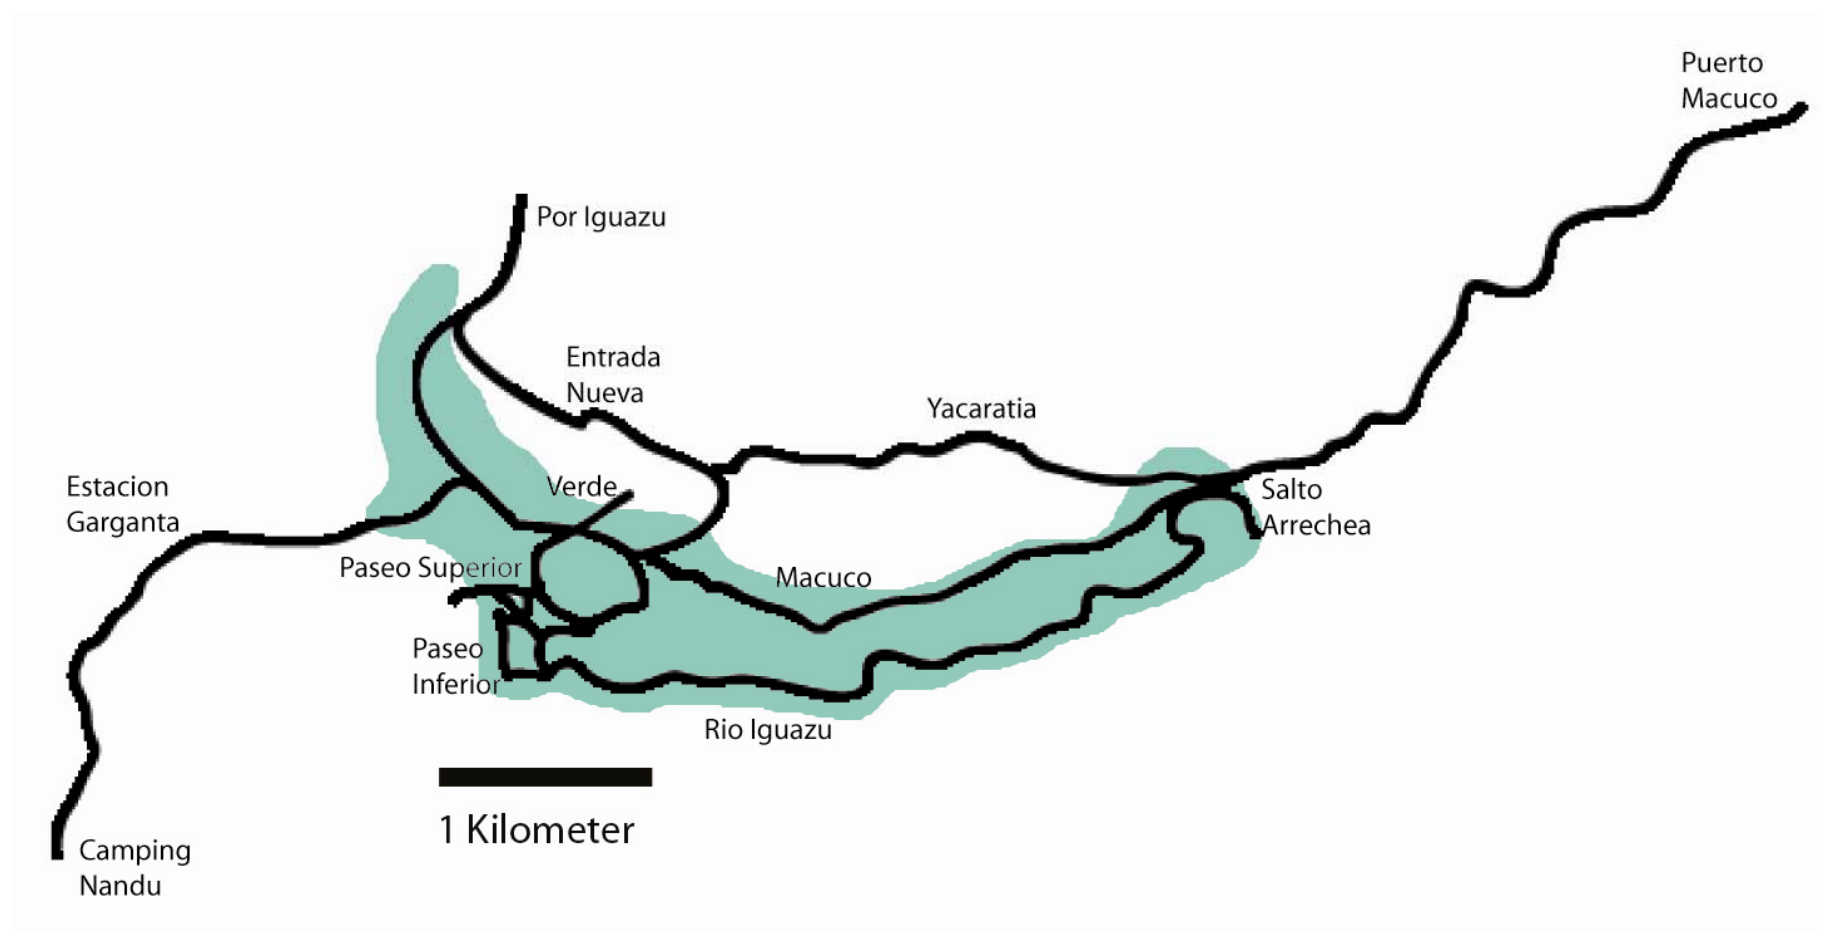 Puerto
Macuco
Por Iguazu
Entrada
Nueva
Yacaratia
Estacion
Garganta
Verde
Salto
Arrechea
Paseo Superior
Macuco
Paseo
Inferior
Rio Iguazu
1 Kilometer
Camping
Nandu